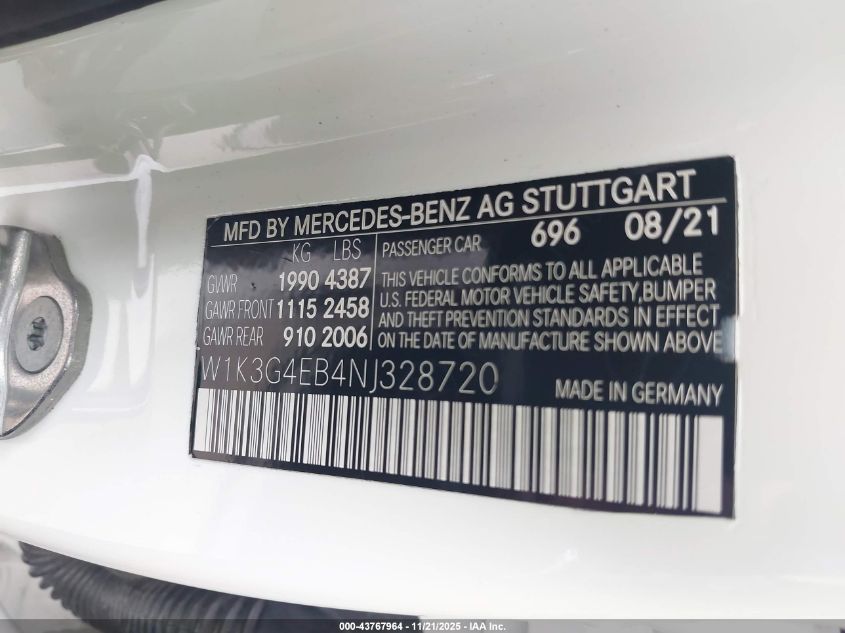 MFD BY MERCEDES-BENZ AG STUTTGART
KG LBS
GVWR 1990 4387
GAWR FRONT 1115 2458
GAWR REAR 910 2006
PASSENGER CAR 696 08/21
THIS VEHICLE CONFORMS TO ALL APPLICABLE
U.S. FEDERAL MOTOR VEHICLE SAFETY,BUMPER
AND THEFT PREVENTION STANDARDS IN EFFECT
ON THE DATE OF MANUFACTURE SHOWN ABOVE
W1K3G4EB4NJ328720
MADE IN GERMANY
000-43767964 - 11/21/2025 - IAA Inc.